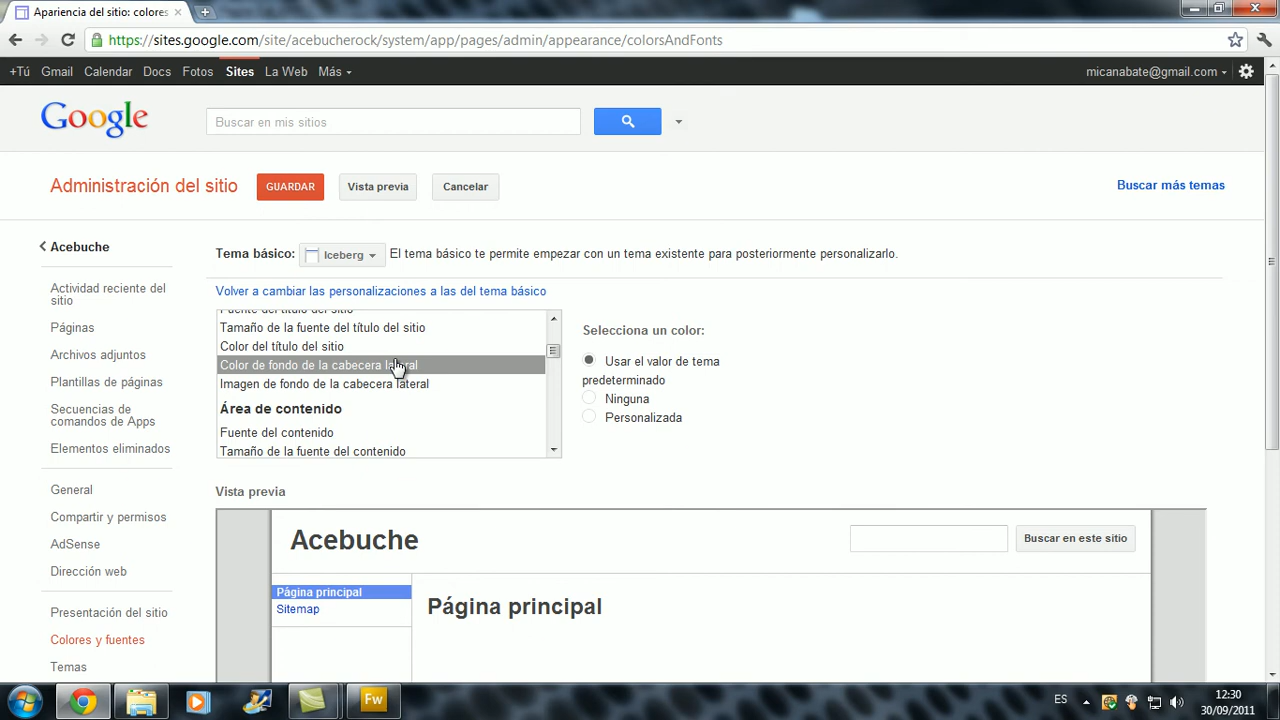 Apariencia del sitio: colores
https://sites.google.com/site/acebucherock/system/app/pages/admin/appearance/colorsAndFonts
+Tú Gmail Calendar Docs Fotos Sites La Web Más
micanabate@gmail.com
Google
Buscar en mis sitios
Administración del sitio
GUARDAR
Vista previa
Cancelar
Buscar más temas
Acebuche
Tema básico: Iceberg El tema básico te permite empezar con un tema existente para posteriormente personalizarlo.
Volver a cambiar las personalizaciones a las del tema básico
Actividad reciente del
sitio
Páginas
Archivos adjuntos
Plantillas de páginas
Secuencias de
comandos de Apps
Elementos eliminados
General
Compartir y permisos
AdSense
Dirección web
Presentación del sitio
Colores y fuentes
Temas
Fuente del título del sitio
Tamaño de la fuente del título del sitio
Color del título del sitio
Color de fondo de la cabecera lateral
Imagen de fondo de la cabecera lateral
Área de contenido
Fuente del contenido
Tamaño de la fuente del contenido
Selecciona un color:
Usar el valor de tema
predeterminado
Ninguna
Personalizada
Vista previa
Acebuche
Buscar en este sitio
Página principal
Sitemap
Página principal
Fw
ES
12:30
30/09/2011